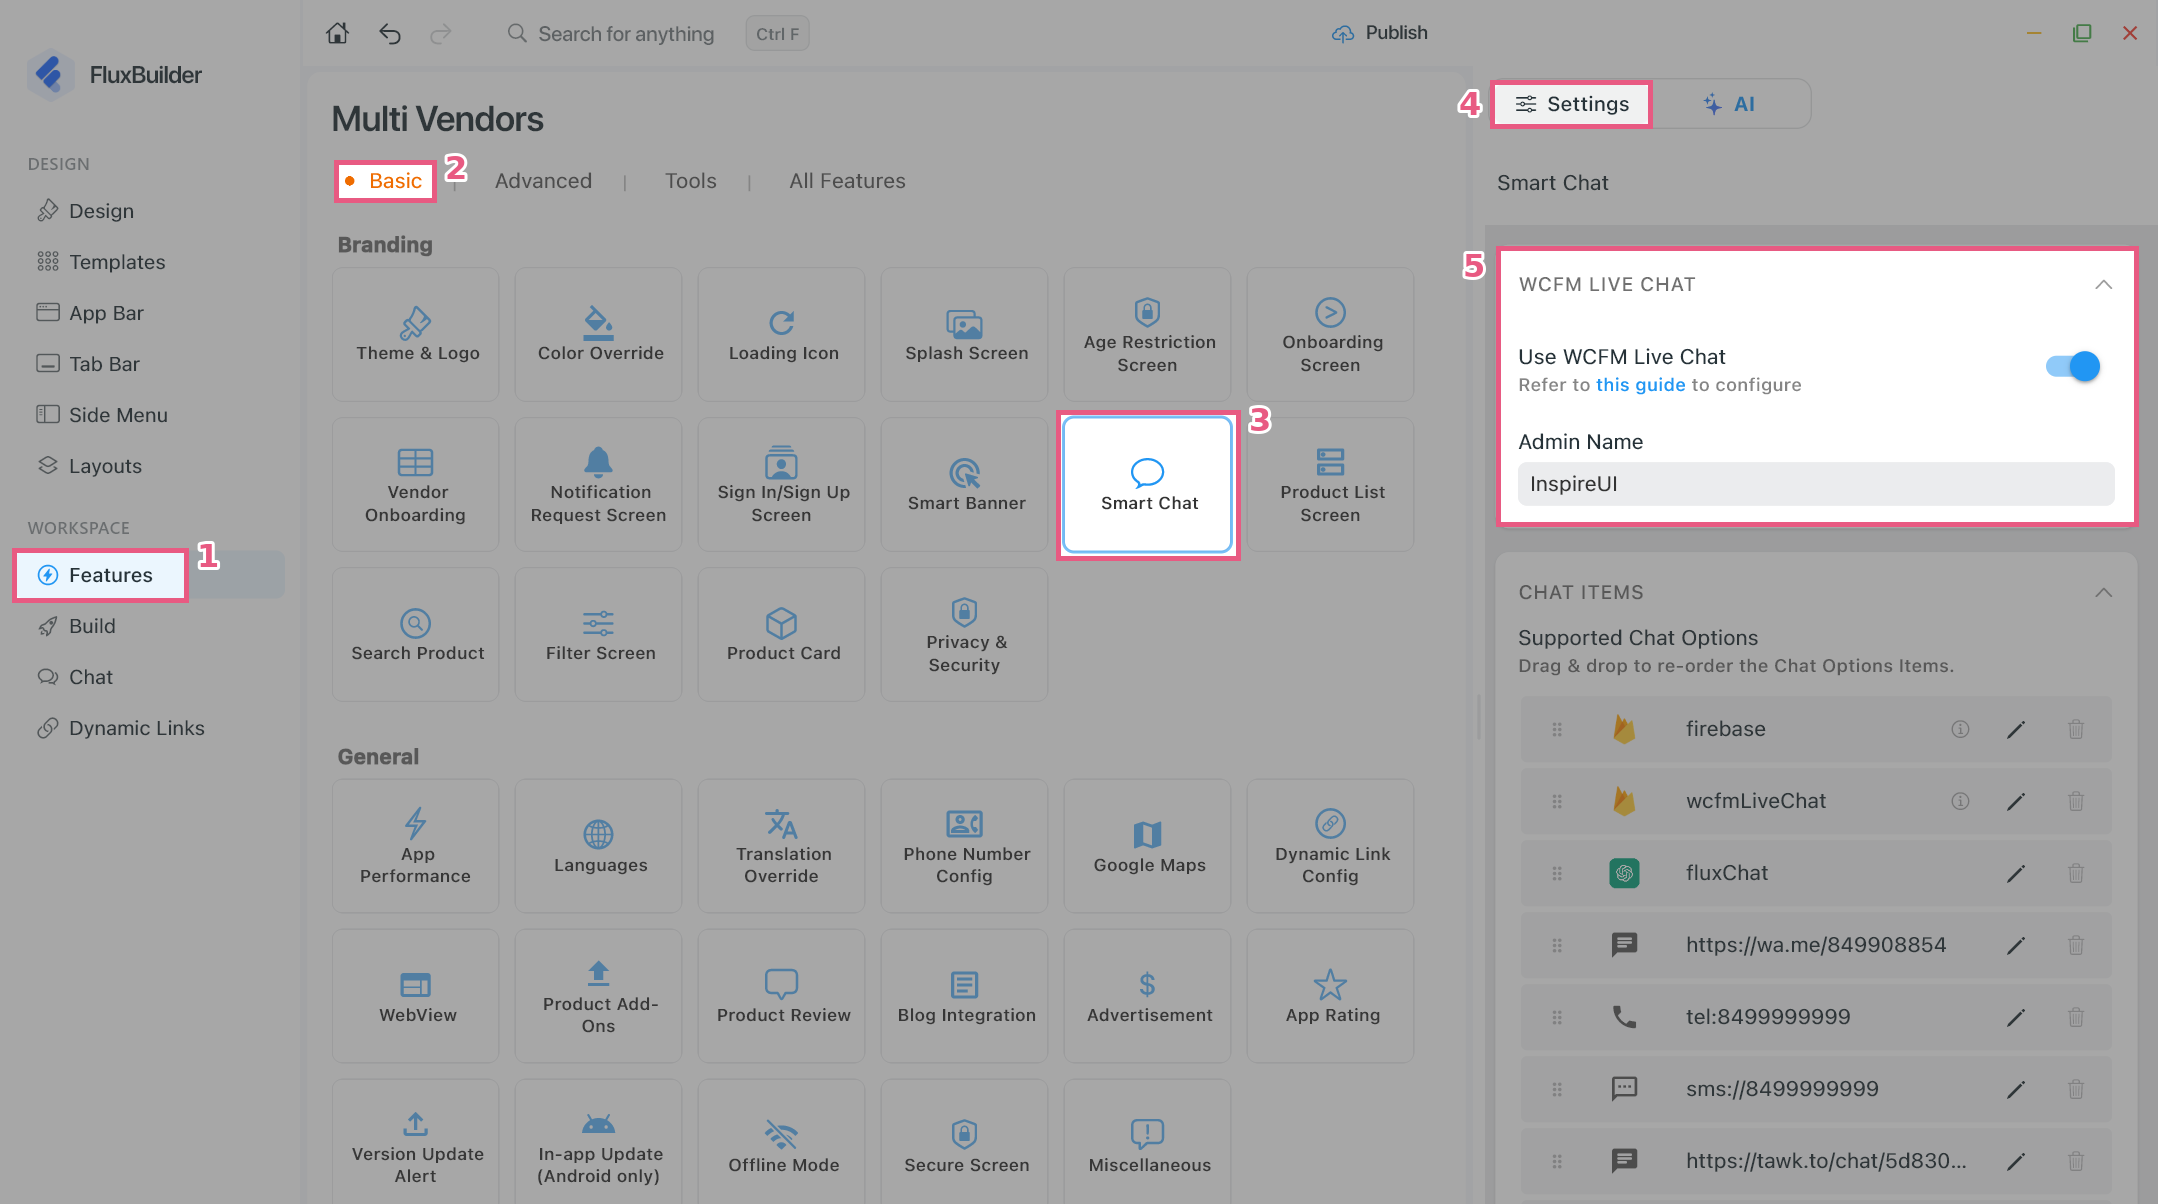 FluxBuilder
Search for anything
Ctrl F
Publish
DESIGN
Design
Templates
App Bar
Tab Bar
Side Menu
Layouts
WORKSPACE
Features
1
Build
Chat
Dynamic Links
Multi Vendors
Basic
2
Advanced
Tools
All Features
Branding
Theme & Logo
Color Override
Loading Icon
Splash Screen
Age Restriction
Screen
Onboarding
Screen
Vendor
Onboarding
Notification
Request Screen
Sign In/Sign Up
Screen
Smart Banner
Smart Chat
3
Product List
Screen
Search Product
Filter Screen
Product Card
Privacy &
Security
General
App
Performance
Languages
Translation
Override
Phone Number
Config
Google Maps
Dynamic Link
Config
WebView
Product Add-
Ons
Product Review
Blog Integration
Advertisement
App Rating
Version Update
Alert
In-app Update
(Android only)
Offline Mode
Secure Screen
Miscellaneous
4
Settings
AI
Smart Chat
5
WCFM LIVE CHAT
Use WCFM Live Chat
Refer to this guide to configure
Admin Name
InspireUI
CHAT ITEMS
Supported Chat Options
Drag & drop to re-order the Chat Options Items.
firebase
wcfmLiveChat
fluxChat
https://wa.me/849908854
tel:8499999999
sms://8499999999
https://tawk.to/chat/5d830...